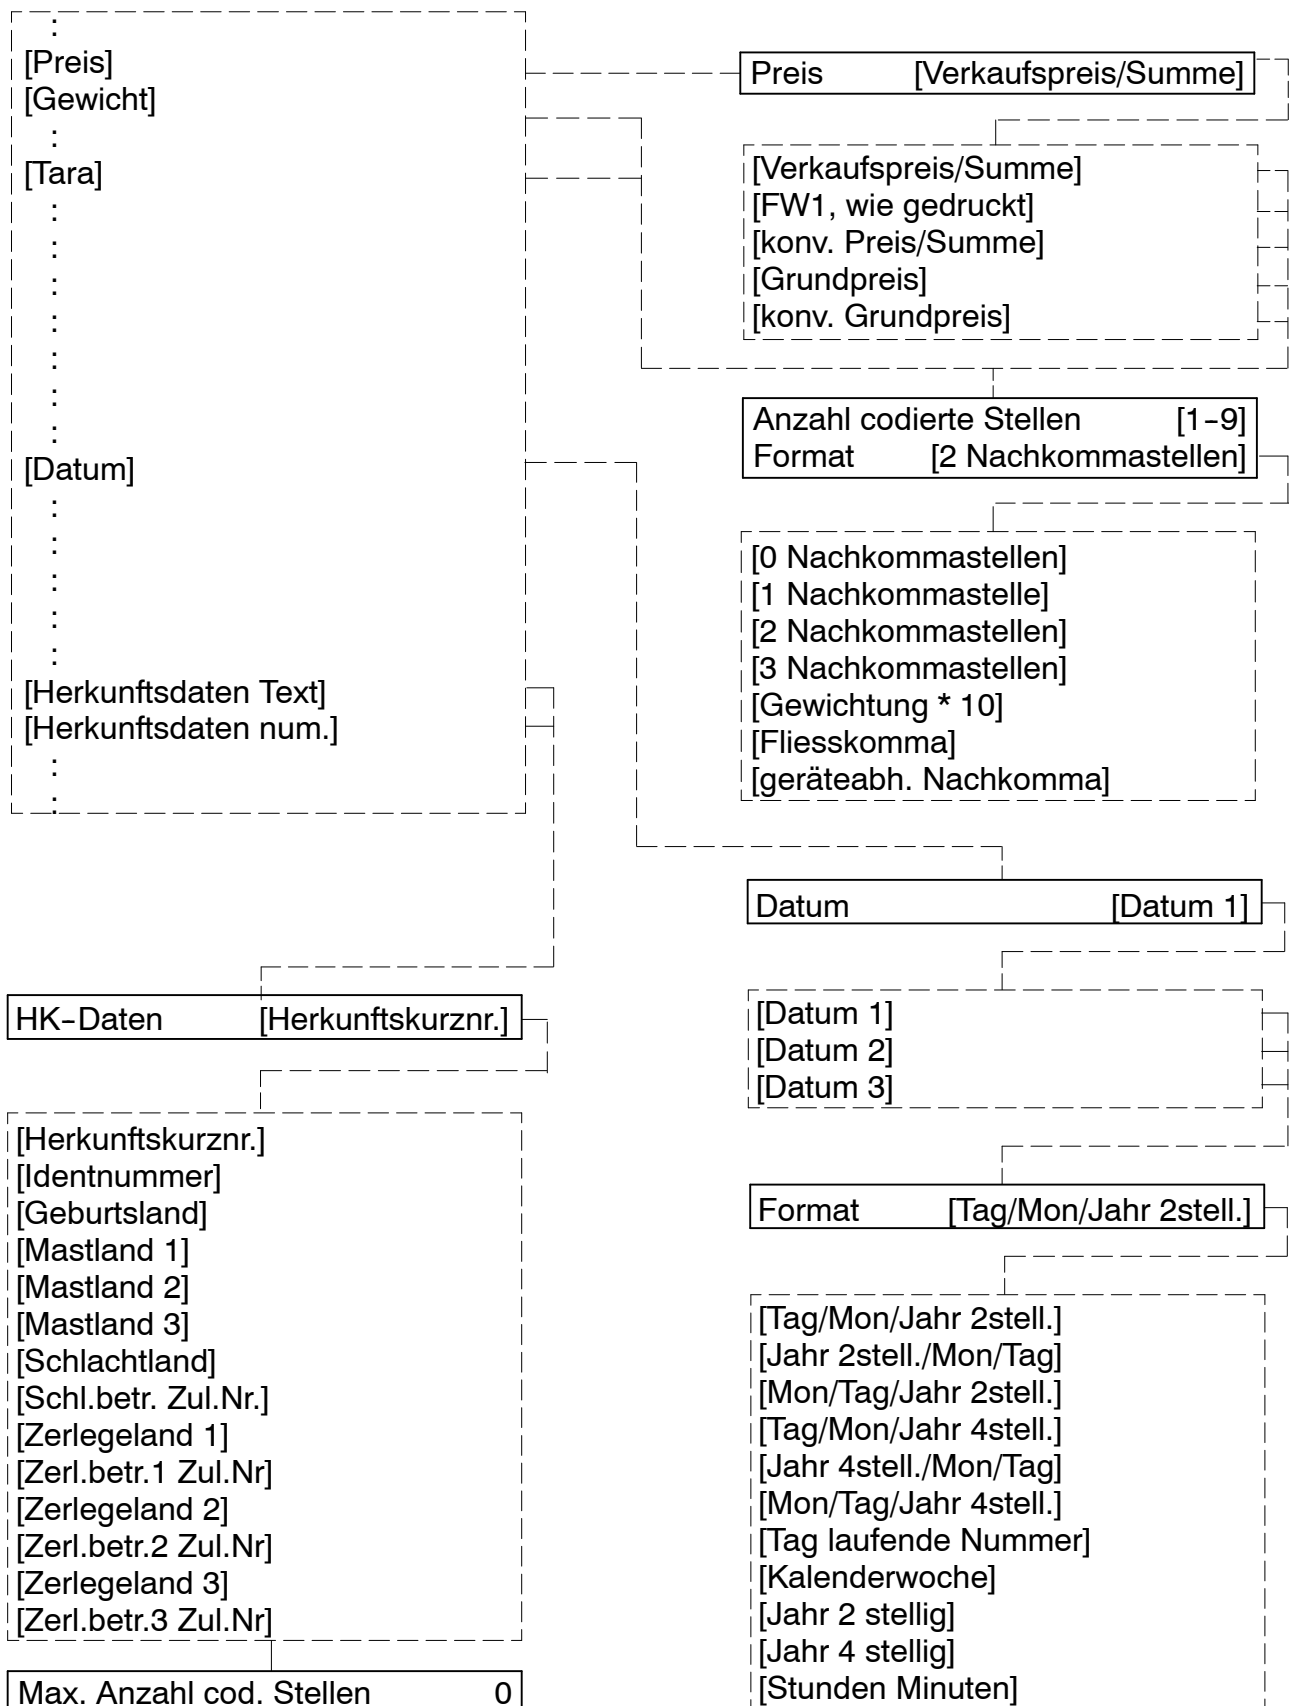 :
[Preis]
[Gewicht]
:
[Tara]
:
:
:
:
:
:
:
[Datum]
:
:
:
:
:
[Herkunftsdaten Text]
[Herkunftsdaten num.]
:
:
Preis [Verkaufspreis/Summe]
[Verkaufspreis/Summe]
[FW1, wie gedruckt]
[konv. Preis/Summe]
[Grundpreis]
[konv. Grundpreis]
Anzahl codierte Stellen [1-9]
Format [2 Nachkommastellen]
[0 Nachkommastellen]
[1 Nachkommastelle]
[2 Nachkommastellen]
[3 Nachkommastellen]
[Gewichtung * 10]
[Fliesskomma]
[geräteabh. Nachkomma]
HK-Daten [Herkunftskurznr.]
[Herkunftskurznr.]
[Identnummer]
[Geburtsland]
[Mastland 1]
[Mastland 2]
[Mastland 3]
[Schlachtland]
[Schl.betr. Zul.Nr.]
[Zerlegeland 1]
[Zerl.betr.1 Zul.Nr]
[Zerlegeland 2]
[Zerl.betr.2 Zul.Nr]
[Zerlegeland 3]
[Zerl.betr.3 Zul.Nr]
Max. Anzahl cod. Stellen 0
Datum [Datum 1]
[Datum 1]
[Datum 2]
[Datum 3]
Format [Tag/Mon/Jahr 2stell.]
[Tag/Mon/Jahr 2stell.]
[Jahr 2stell./Mon/Tag]
[Mon/Tag/Jahr 2stell.]
[Tag/Mon/Jahr 4stell.]
[Jahr 4stell./Mon/Tag]
[Mon/Tag/Jahr 4stell.]
[Tag laufende Nummer]
[Kalenderwoche]
[Jahr 2 stellig]
[Jahr 4 stellig]
[Stunden Minuten]